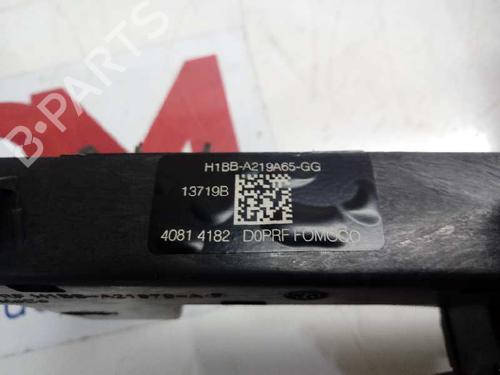 H1BB-A219A65-GG
13719B
4081 4182 D0PRF FOMOCO
B-PARTS